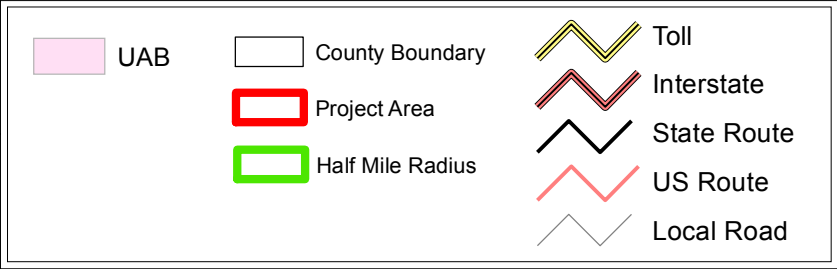 UAB
County Boundary
Project Area
Half Mile Radius
Toll
Interstate
State Route
US Route
Local Road